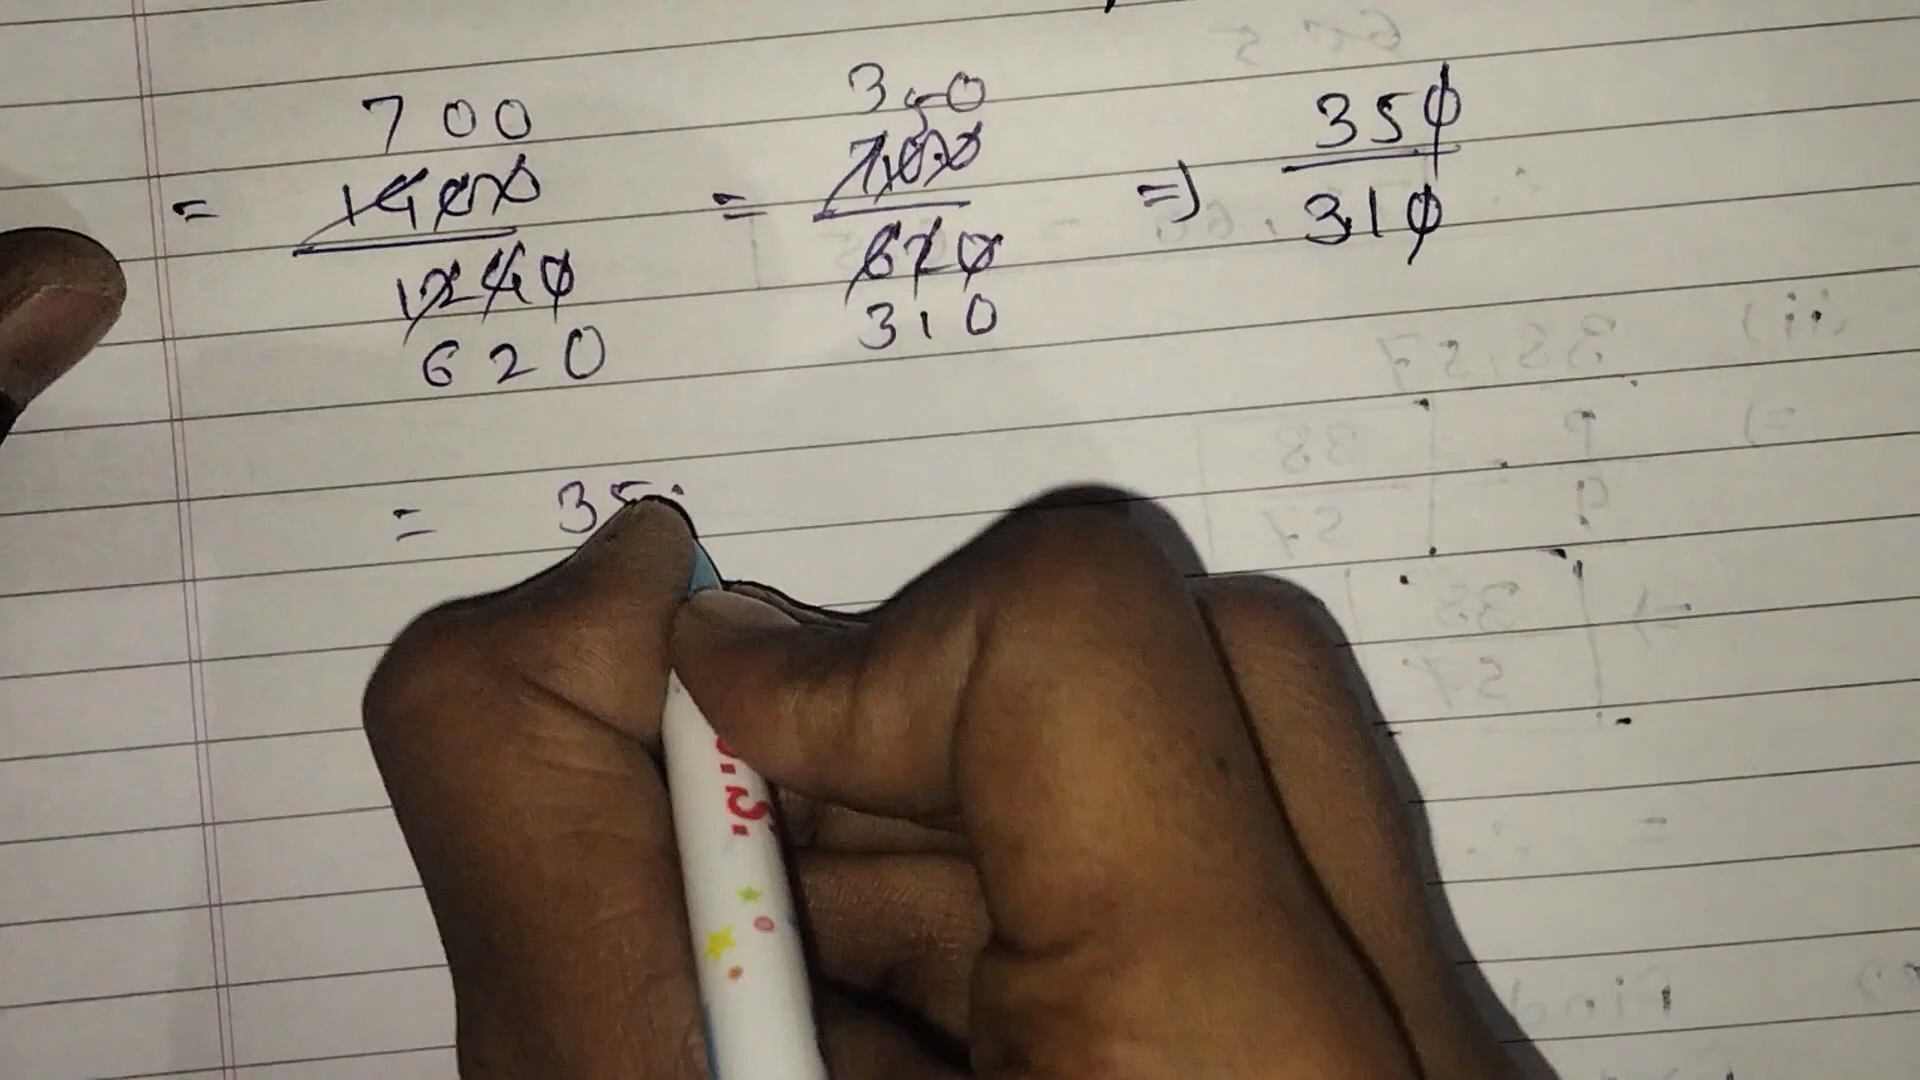 700 350
= 1400 = 700 => 350
1240 620 310
620 310
= 35